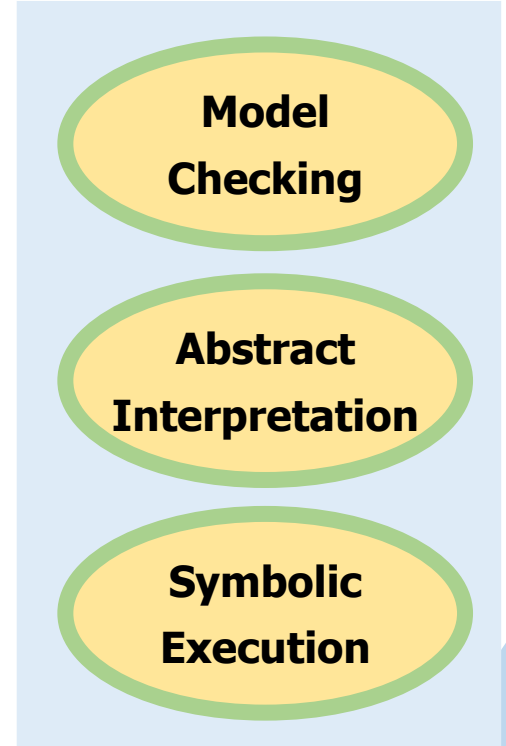 Model
Checking
Abstract
Interpretation
Symbolic
Execution